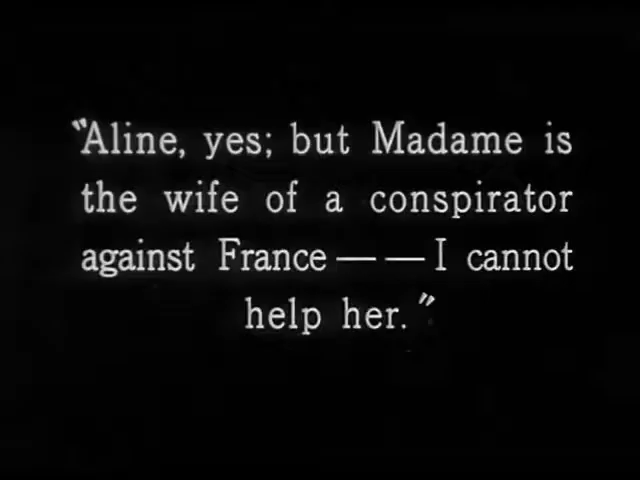 "Aline, yes; but Madame is
the wife of a conspirator
against France — — I cannot
help her."